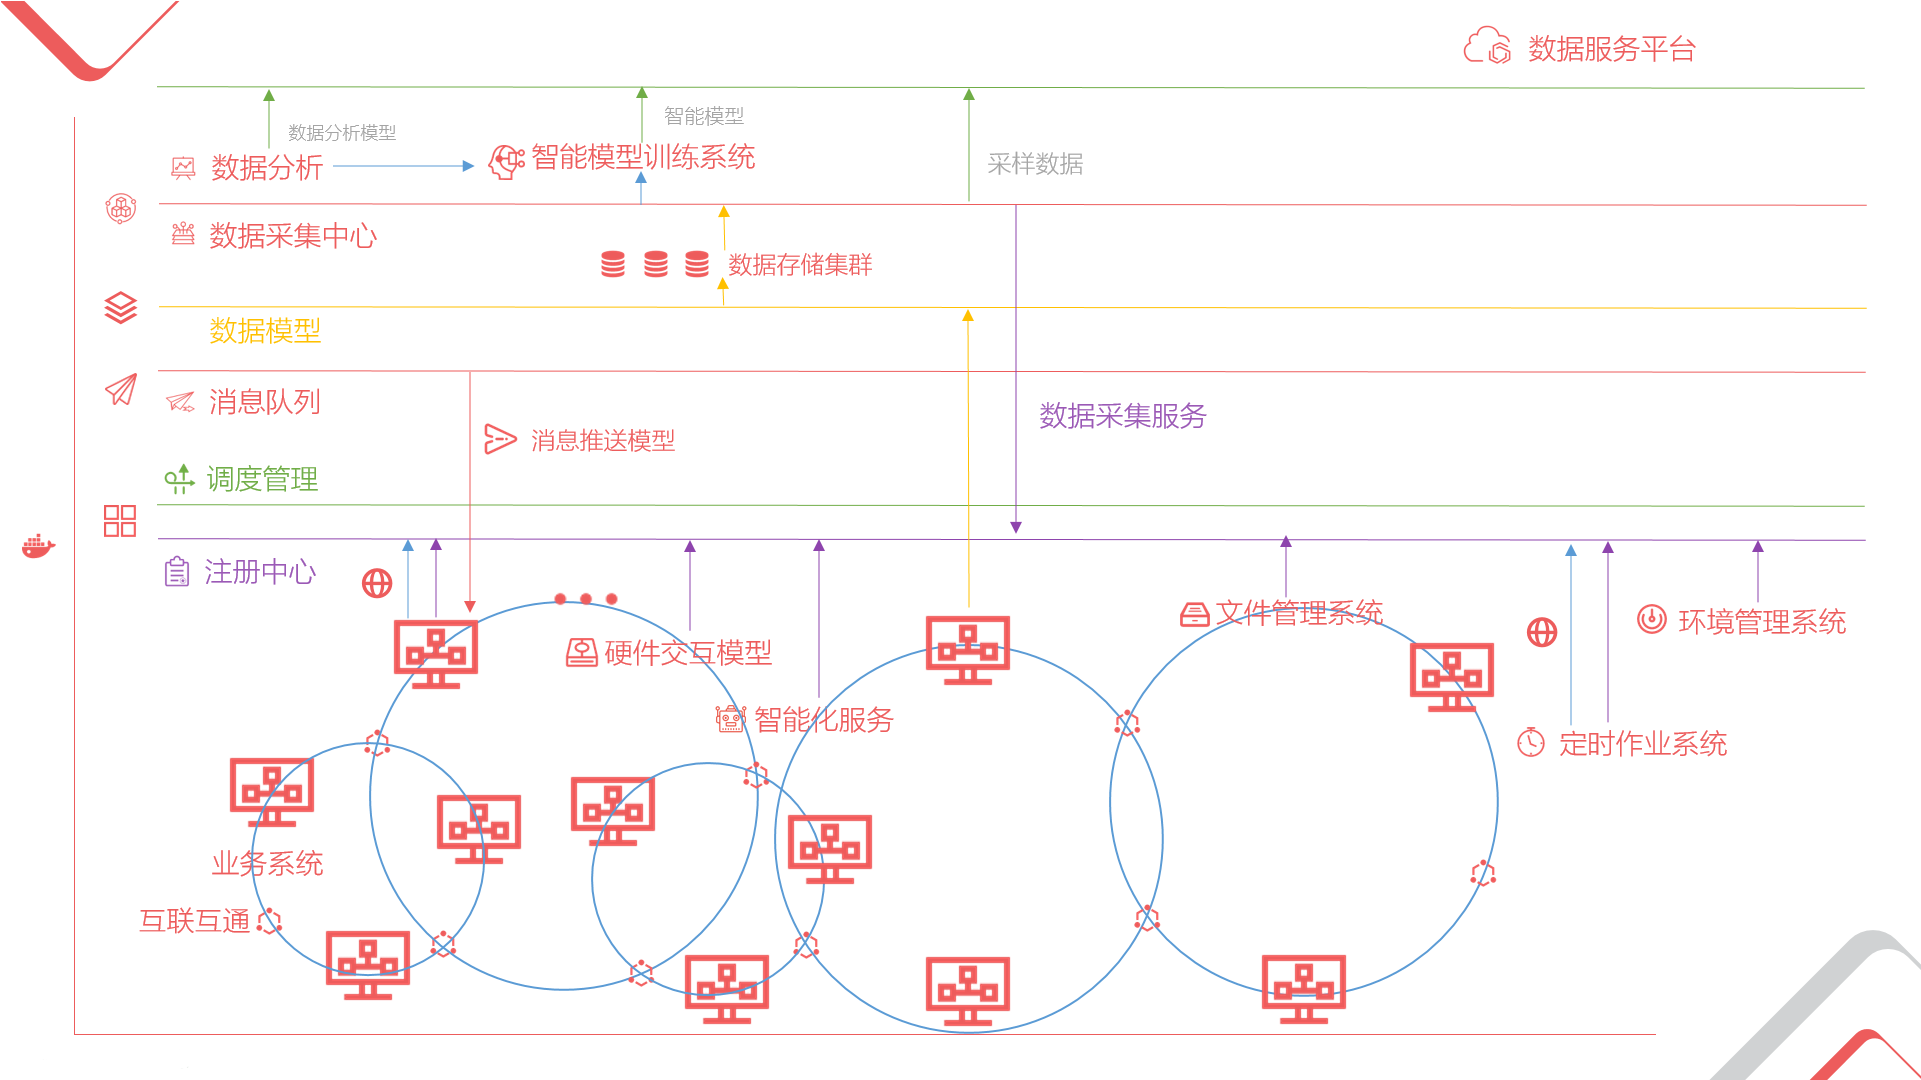 数据服务平台
数据分析模型
智能模型
数据分析
智能模型训练系统
采样数据
数据采集中心
数据存储集群
数据模型
消息队列
数据采集服务
消息推送模型
调度管理
注册中心
文件管理系统
环境管理系统
硬件交互模型
智能化服务
定时作业系统
业务系统
互联互通